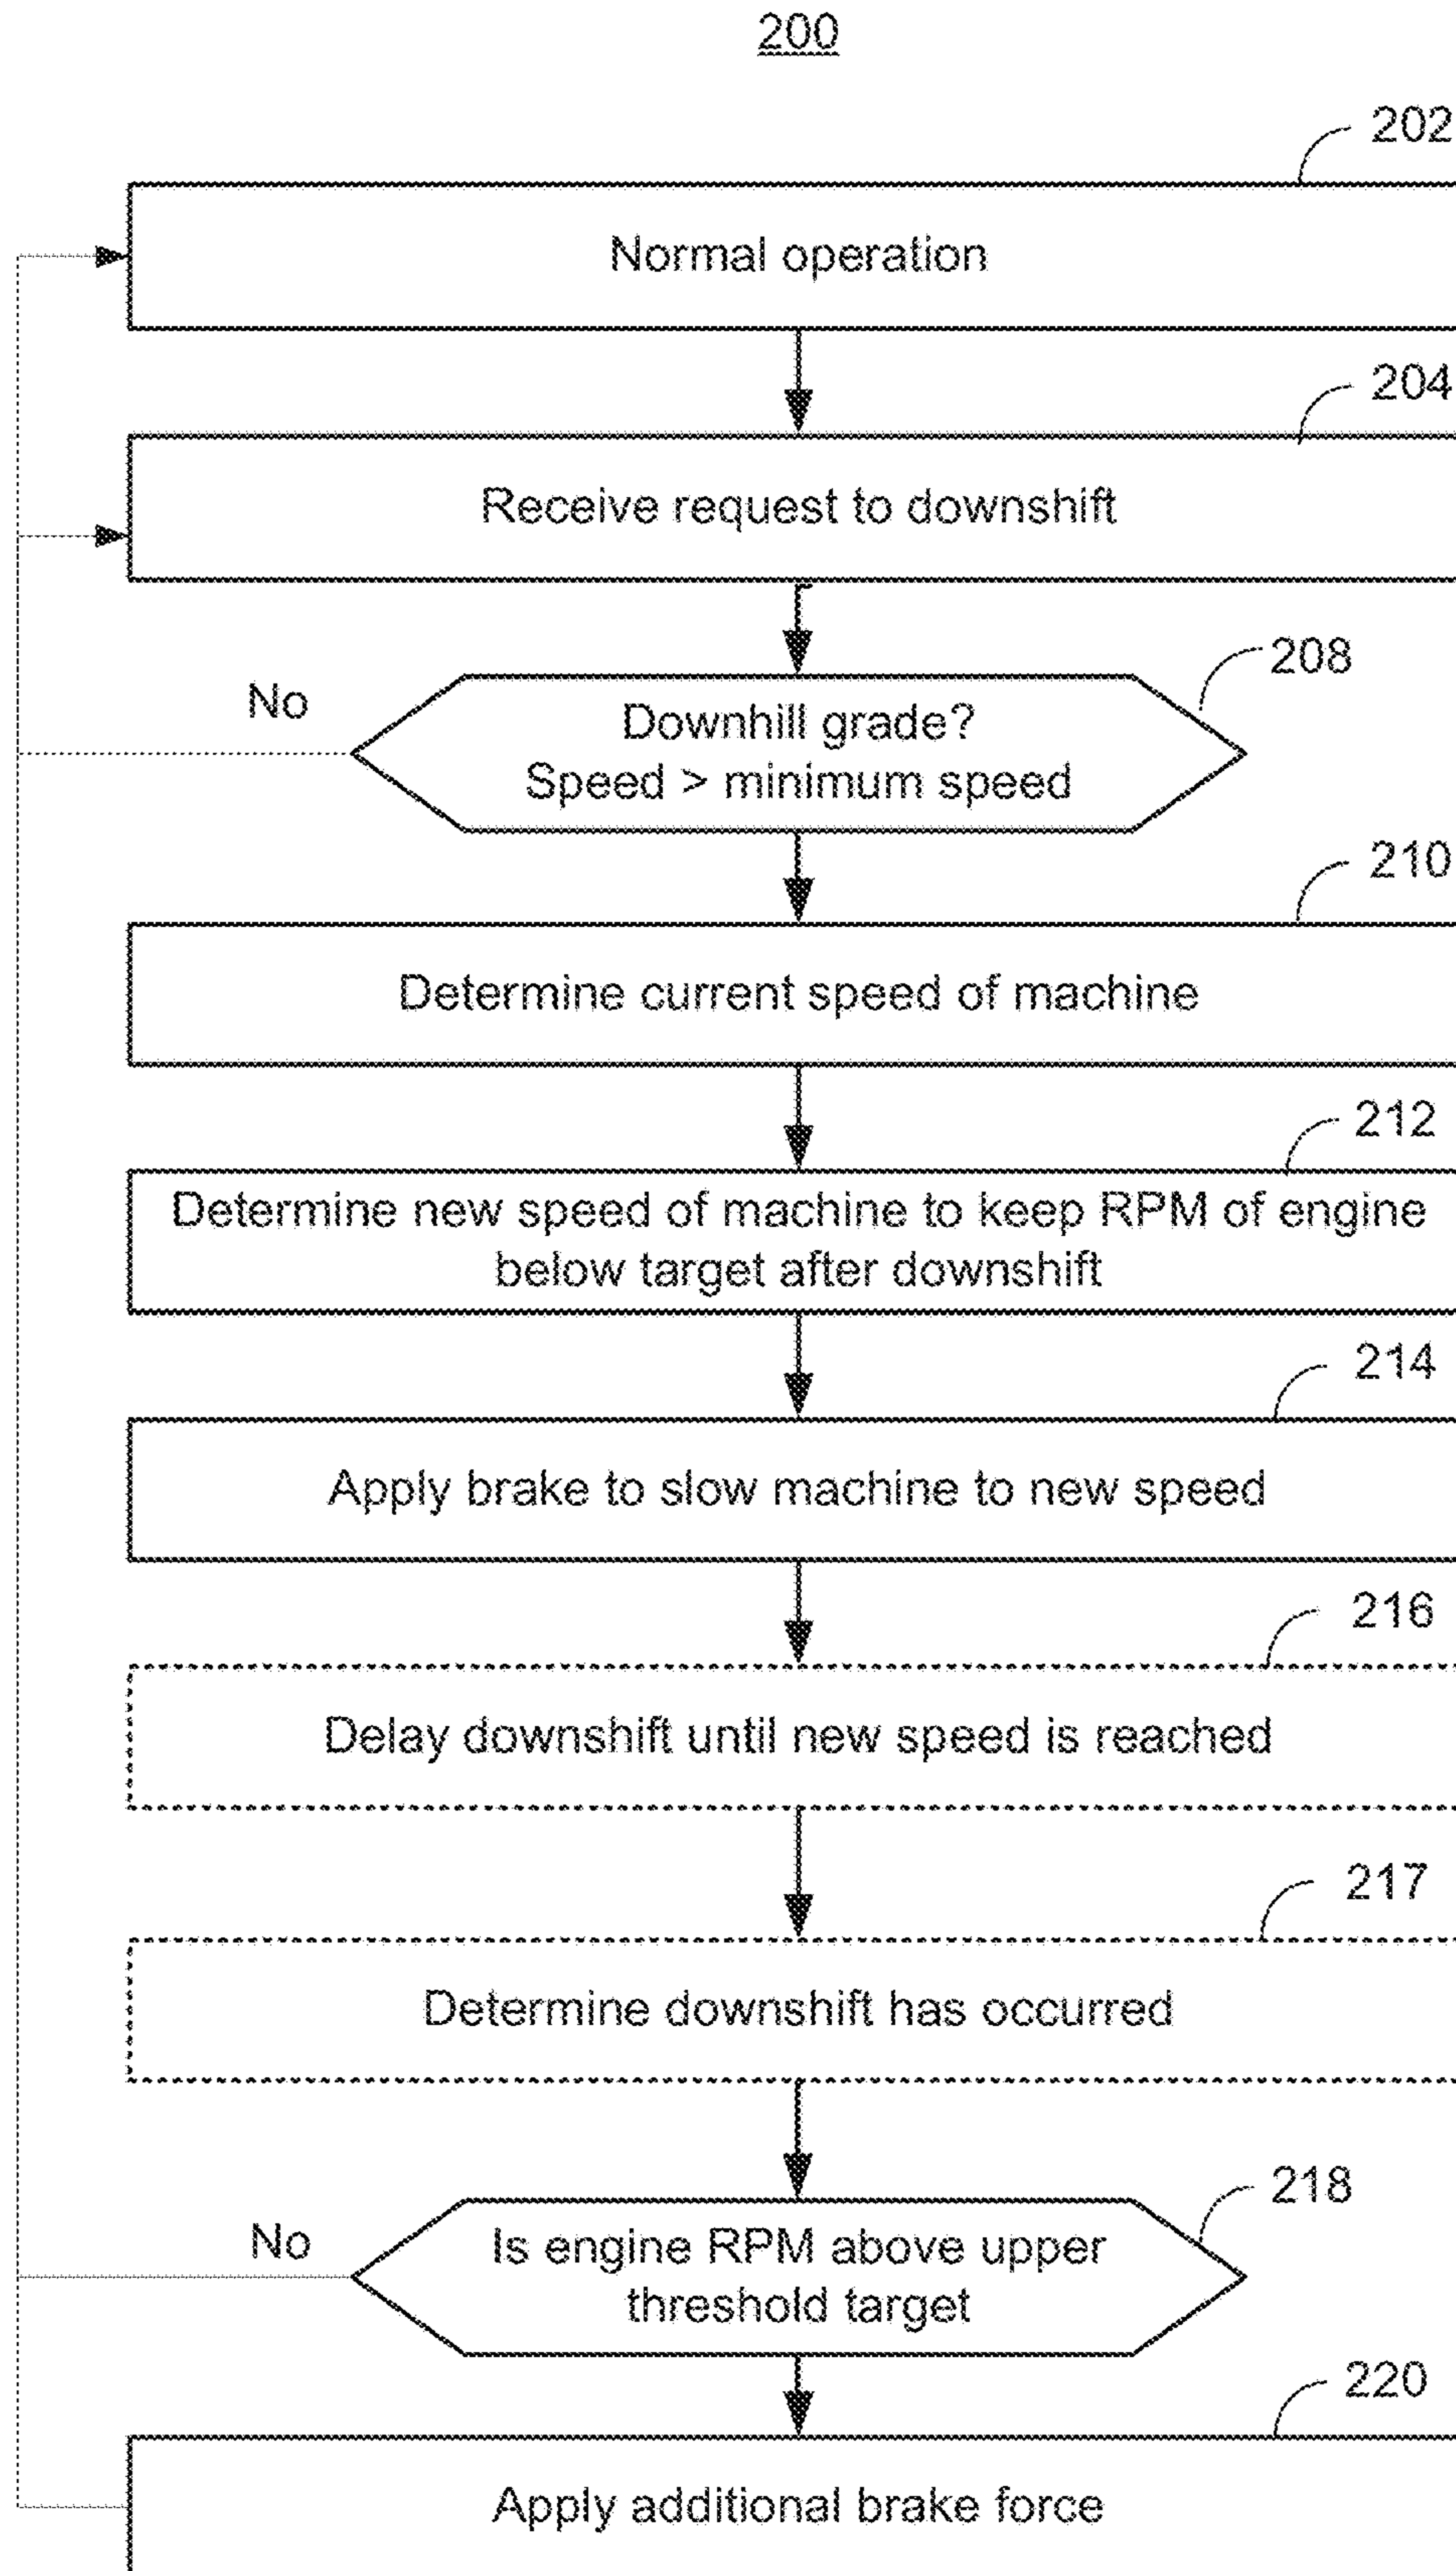 200
202
Normal operation
204
Receive request to downshift
208
No
Downhill grade?
Speed > minimum speed
210
Determine current speed of machine
212
Determine new speed of machine to keep RPM of engine
below target after downshift
214
Apply brake to slow machine to new speed
216
Delay downshift until new speed is reached
217
Determine downshift has occurred
218
No
Is engine RPM above upper
threshold target
220
Apply additional brake force